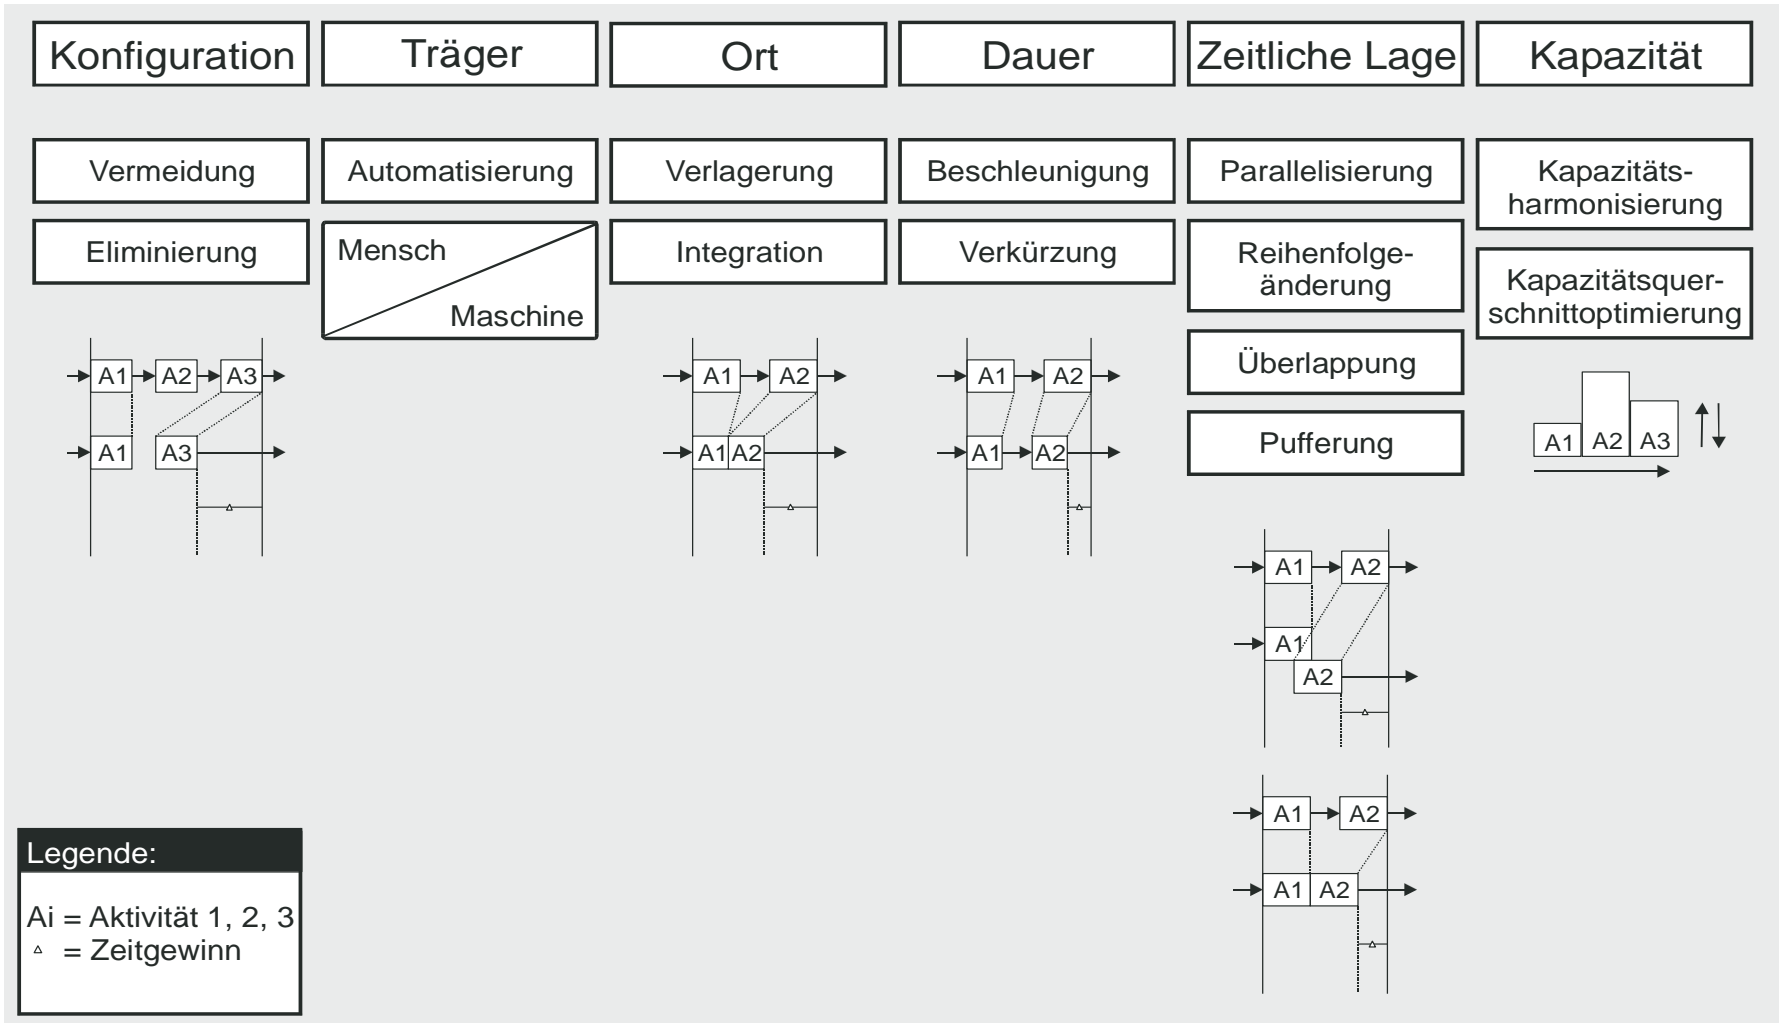 Konfiguration
Träger
Ort
Dauer
Zeitliche Lage
Kapazität
Vermeidung
Automatisierung
Verlagerung
Beschleunigung
Parallelisierung
Kapazitäts-
harmonisierung
Eliminierung
Mensch
Maschine
Integration
Verkürzung
Reihenfolge-
änderung
Kapazitätsquer-
schnittoptimierung
Überlappung
Pufferung
A1 A2 A3
A1 A3
A1 A2
A1 A2
A1 A2
A1 A2
A1 A2 A3
A1 A2
A1
A2
A1 A2
A1 A2
Legende:
Ai = Aktivität 1, 2, 3
▵ = Zeitgewinn